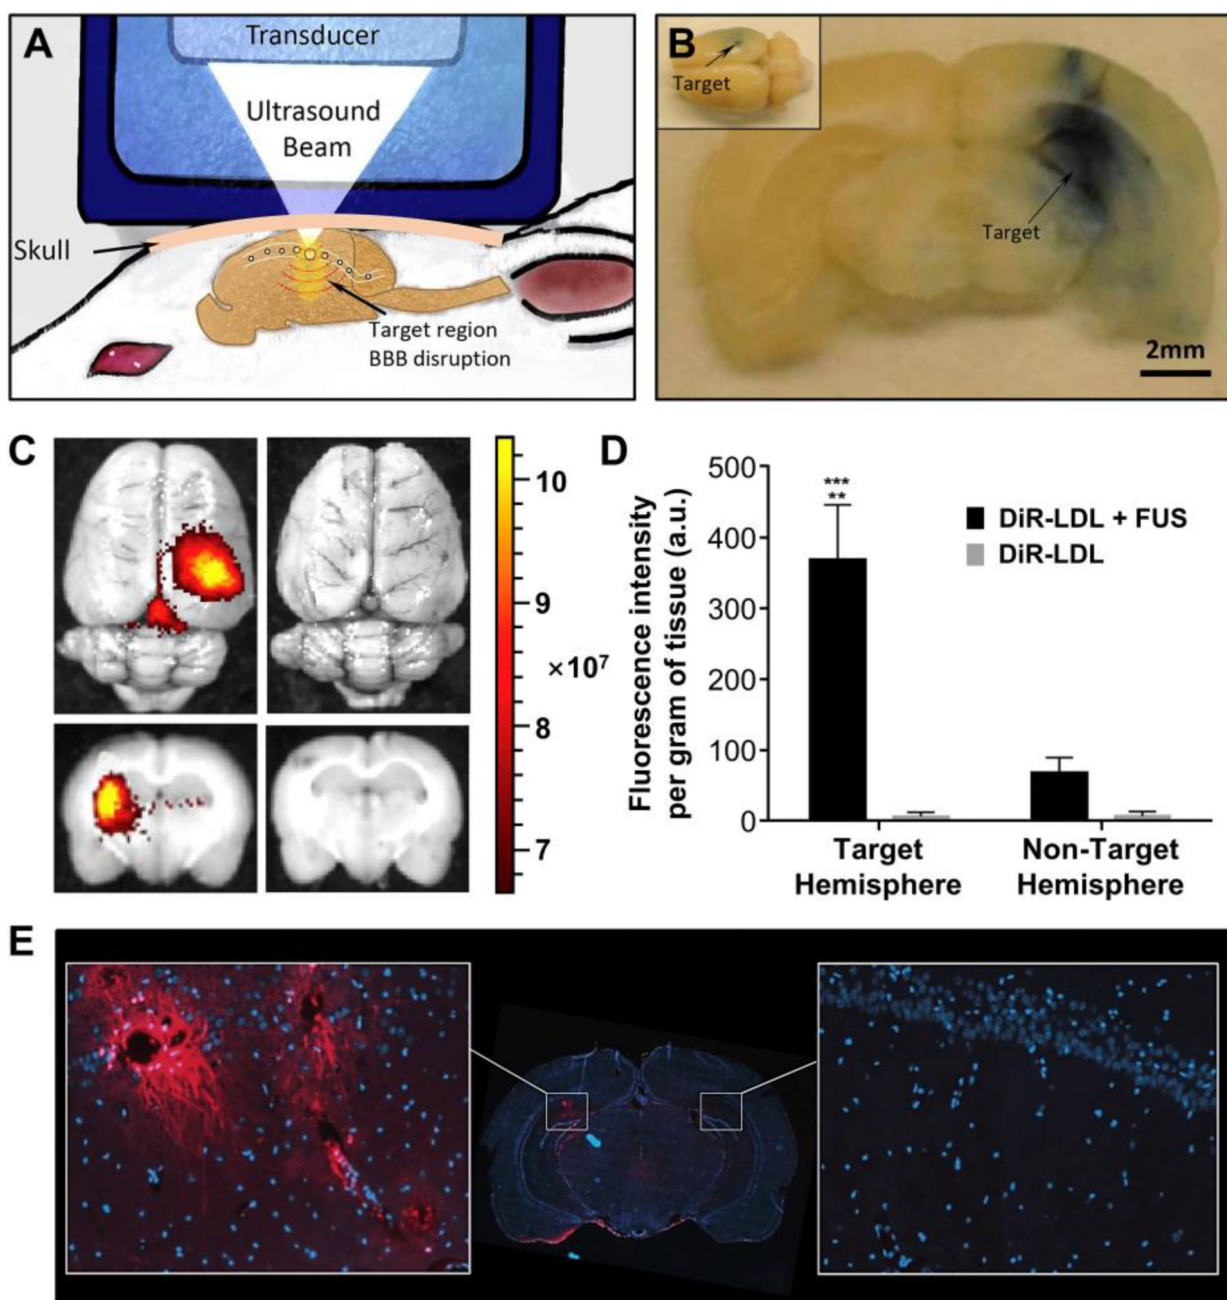 A
Transducer
Ultrasound
Beam
Skull
Target region
BBB disruption
B
Target
Target
2mm
C
10
9
×10⁷
8
7
D
Fluorescence intensity
per gram of tissue (a.u.)
500
400
300
200
100
0
***
**
DiR-LDL + FUS
DiR-LDL
Target
Hemisphere
Non-Target
Hemisphere
E